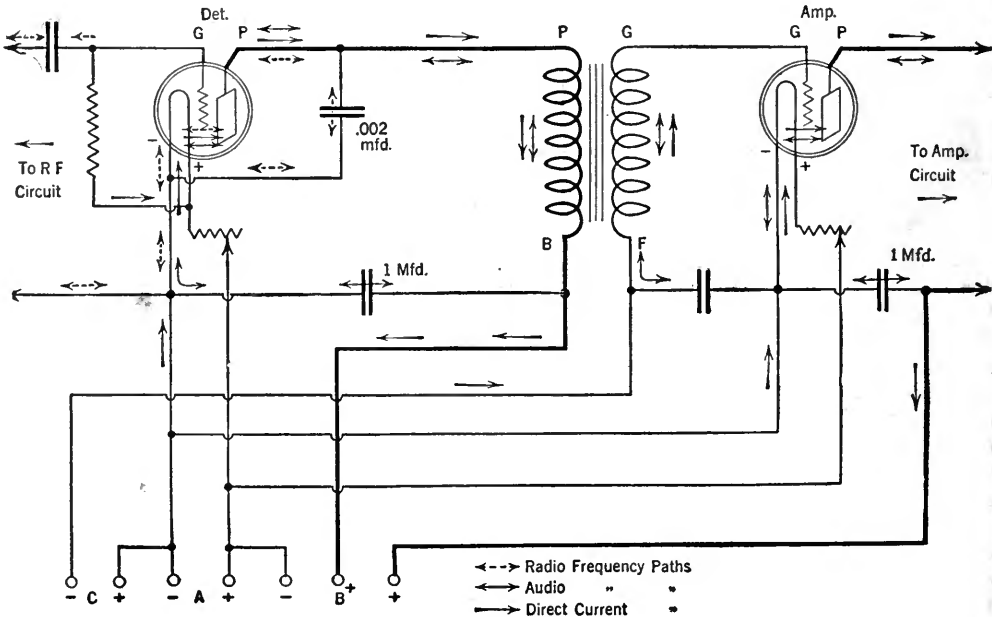 Det.
Amp.
G P
P G
G P
.002
mfd.
- +
- +
To R F
Circuit
To Amp.
Circuit
B F
1 Mfd.
1 Mfd.
- C + - A + - B + +
Radio Frequency Paths
Audio " "
Direct Current "